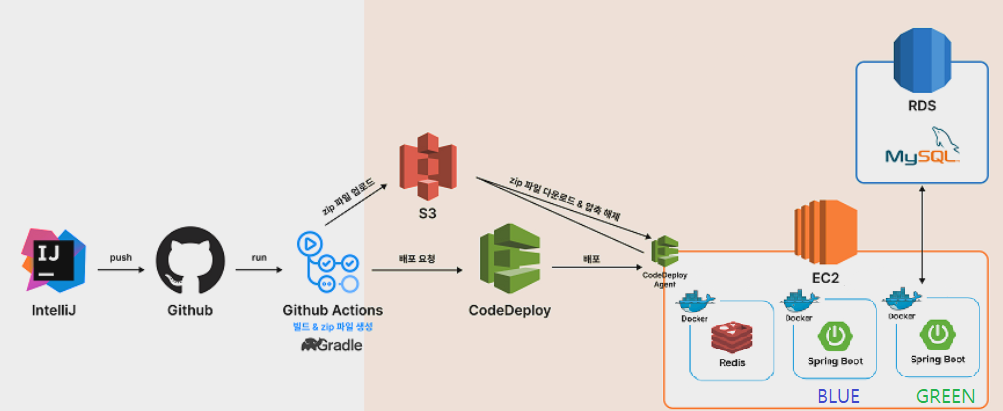 RDS
MySQL
zip 파일 업로드
S3
zip 파일 다운로드 & 압축 해제
IJ
push
run
배포 요청
배포
CodeDeploy
Agent
EC2
IntelliJ
Github
Github Actions
빌드 & zip 파일 생성
Gradle
CodeDeploy
Docker
Redis
Docker
Spring Boot
BLUE
Docker
Spring Boot
GREEN